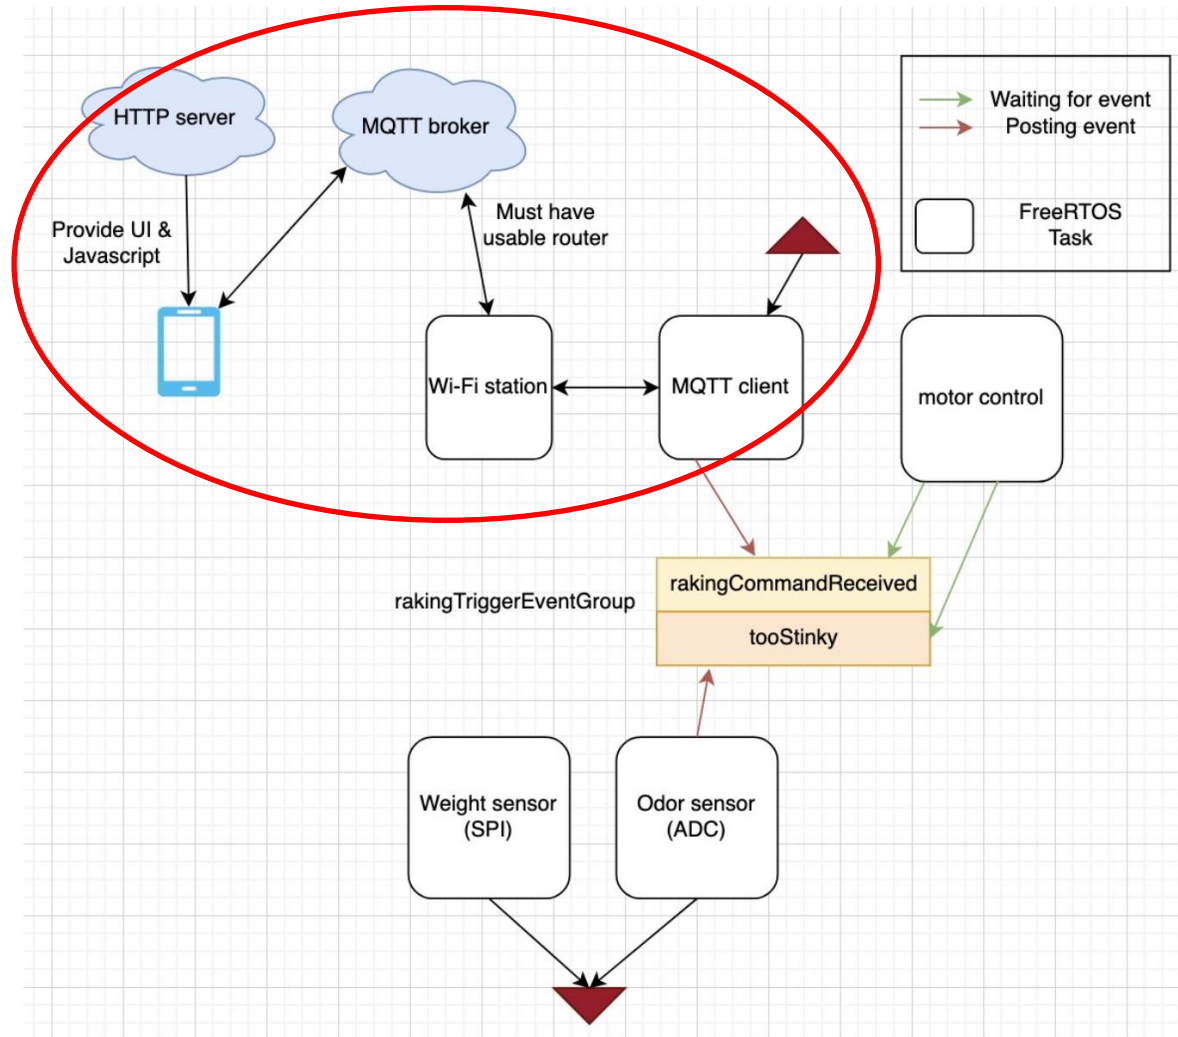 HTTP server
MQTT broker
Waiting for event
Posting event
Must have
usable router
Provide UI &
Javascript
FreeRTOS
Task
Wi-Fi station
MQTT client
motor control
rakingCommandReceived
rakingTriggerEventGroup
tooStinky
Weight sensor
(SPI)
Odor sensor
(ADC)